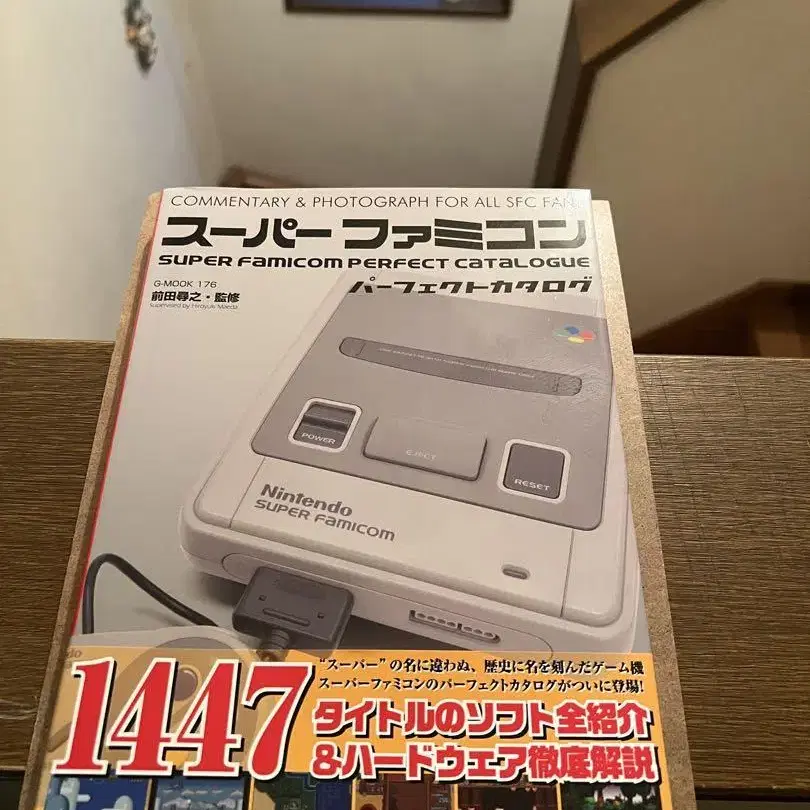 COMMENTARY & PHOTOGRAPH FOR ALL SFC FAN
スーパーファミコン
SUPER FAMICOM PERFECT CATALOGUE
パーフェクトカタログ
G-MOOK 176
前田尋之・監修
Supervised by Hiroyuki Maeda
POWER
EJECT
RESET
Nintendo
SUPER FAMICOM
1447
“スーパー”の名に違わぬ、歴史に名を刻んだゲーム機
スーパーファミコンのパーフェクトカタログがついに登場!
タイトルのソフト全紹介
&ハードウェア徹底解説